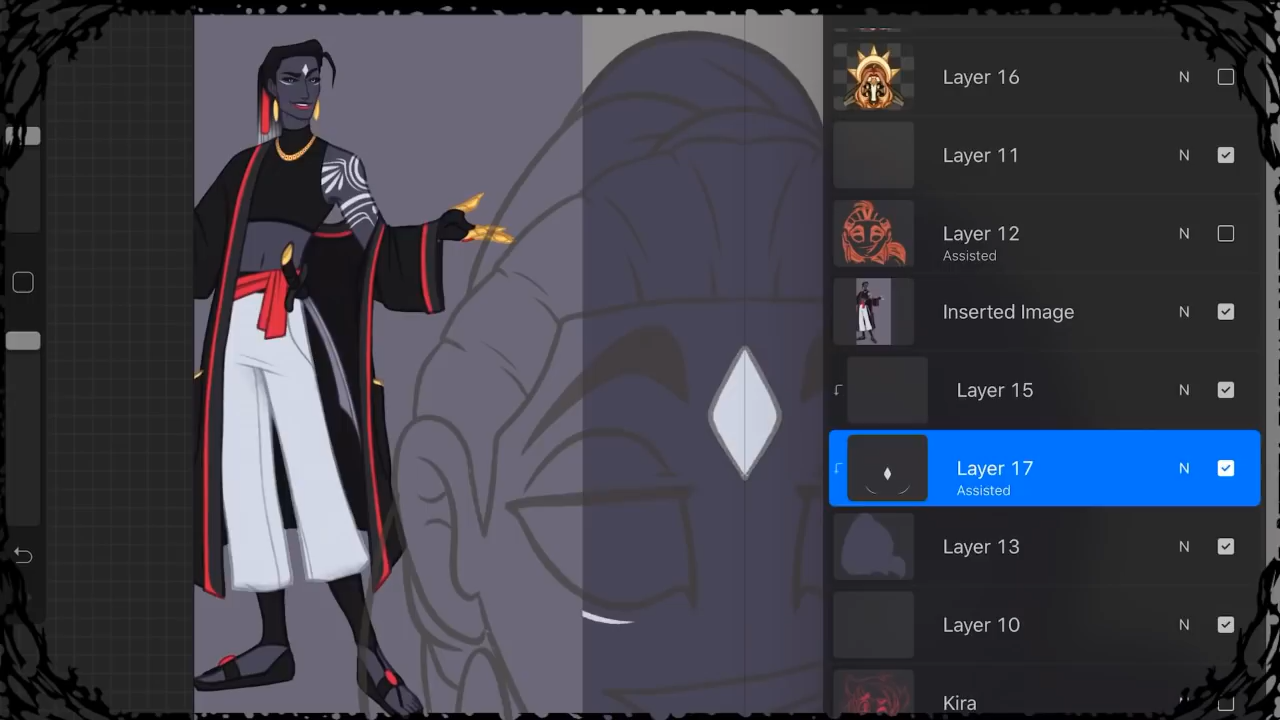 Layer 16 N
Layer 11 N
Layer 12 N
Assisted
Inserted Image N
Layer 15 N
Layer 17 N
Assisted
Layer 13 N
Layer 10 N
Kira